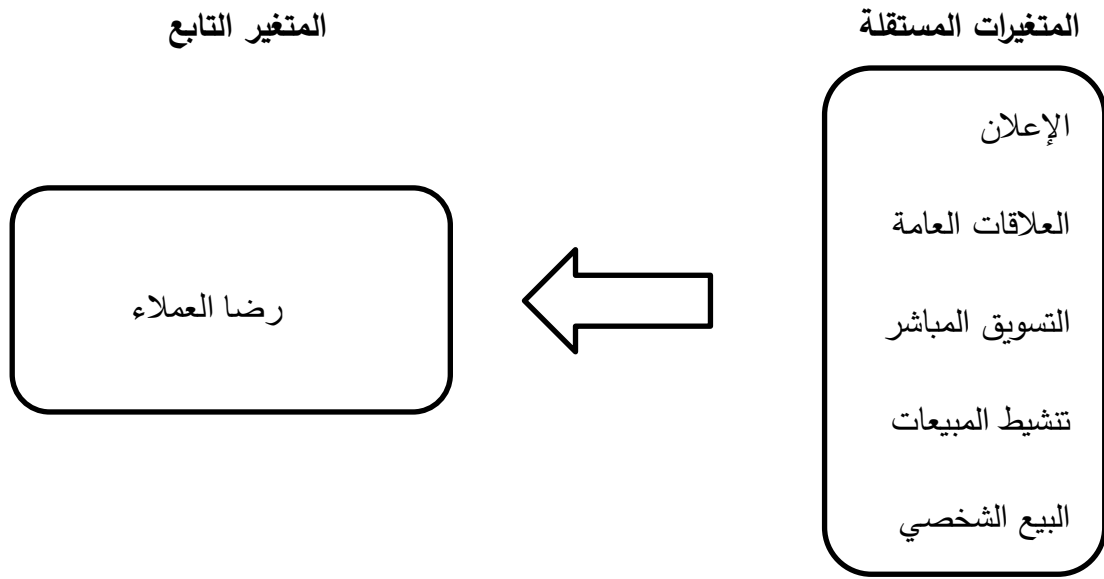 المتغيرات المستقلة
المتغير التابع
الإعلان
العلاقات العامة
التسويق المباشر
تنشيط المبيعات
البيع الشخصي
رضا العملاء